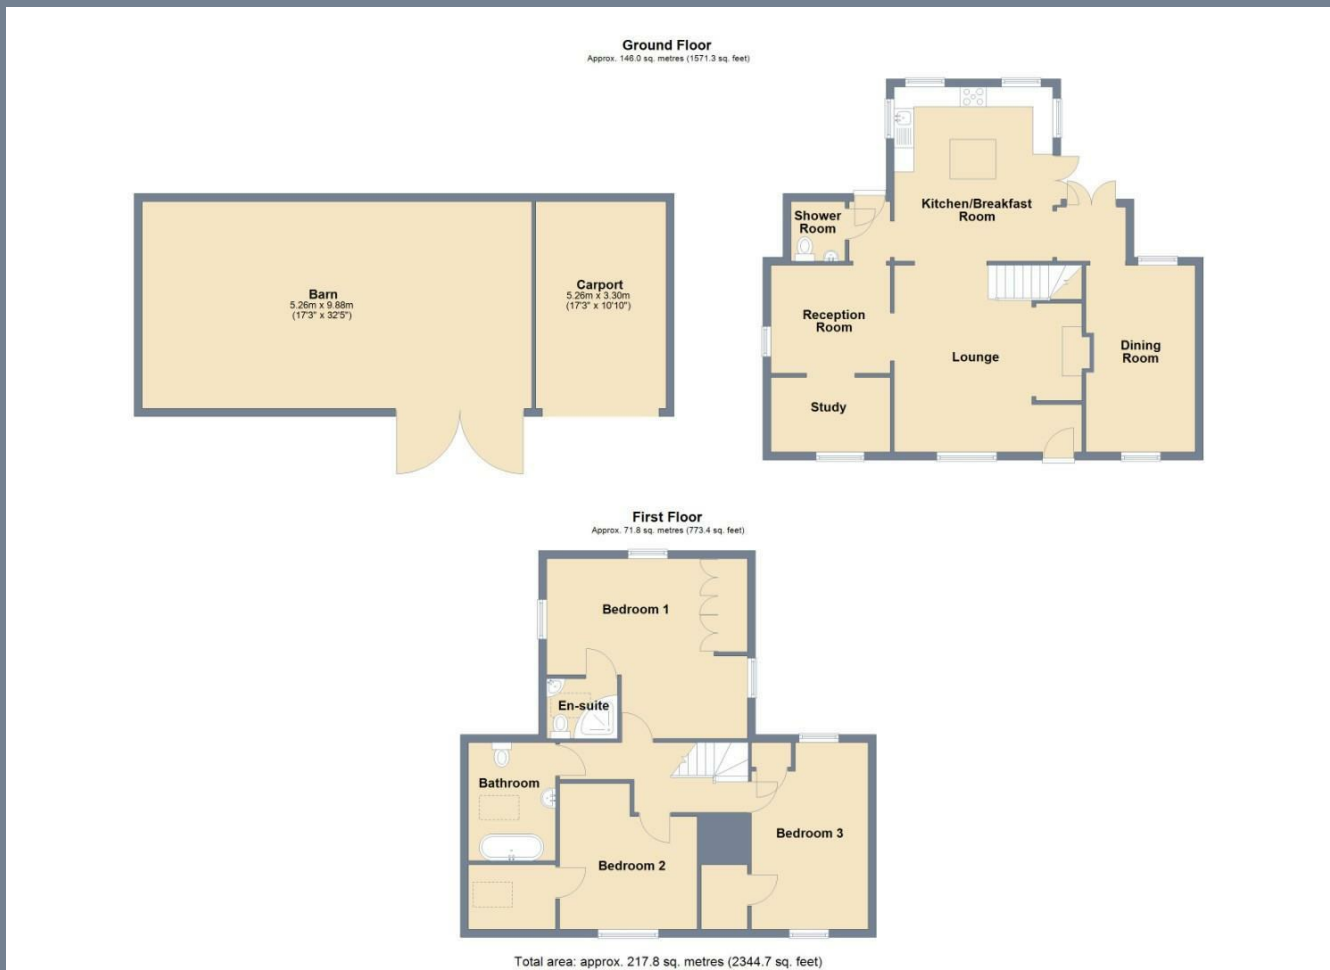 Ground Floor
Approx. 146.0 sq. metres (1571.3 sq. feet)
Shower
Room
Kitchen/Breakfast
Room
Barn
5.26m x 9.88m
(17'3" x 32'5")
Carport
5.26m x 3.30m
(17'3" x 10'10")
Reception
Room
Lounge
Dining
Room
Study
First Floor
Approx. 71.8 sq. metres (773.4 sq. feet)
Bedroom 1
En-suite
Bathroom
Bedroom 2
Bedroom 3
Total area: approx. 217.8 sq. metres (2344.7 sq. feet)